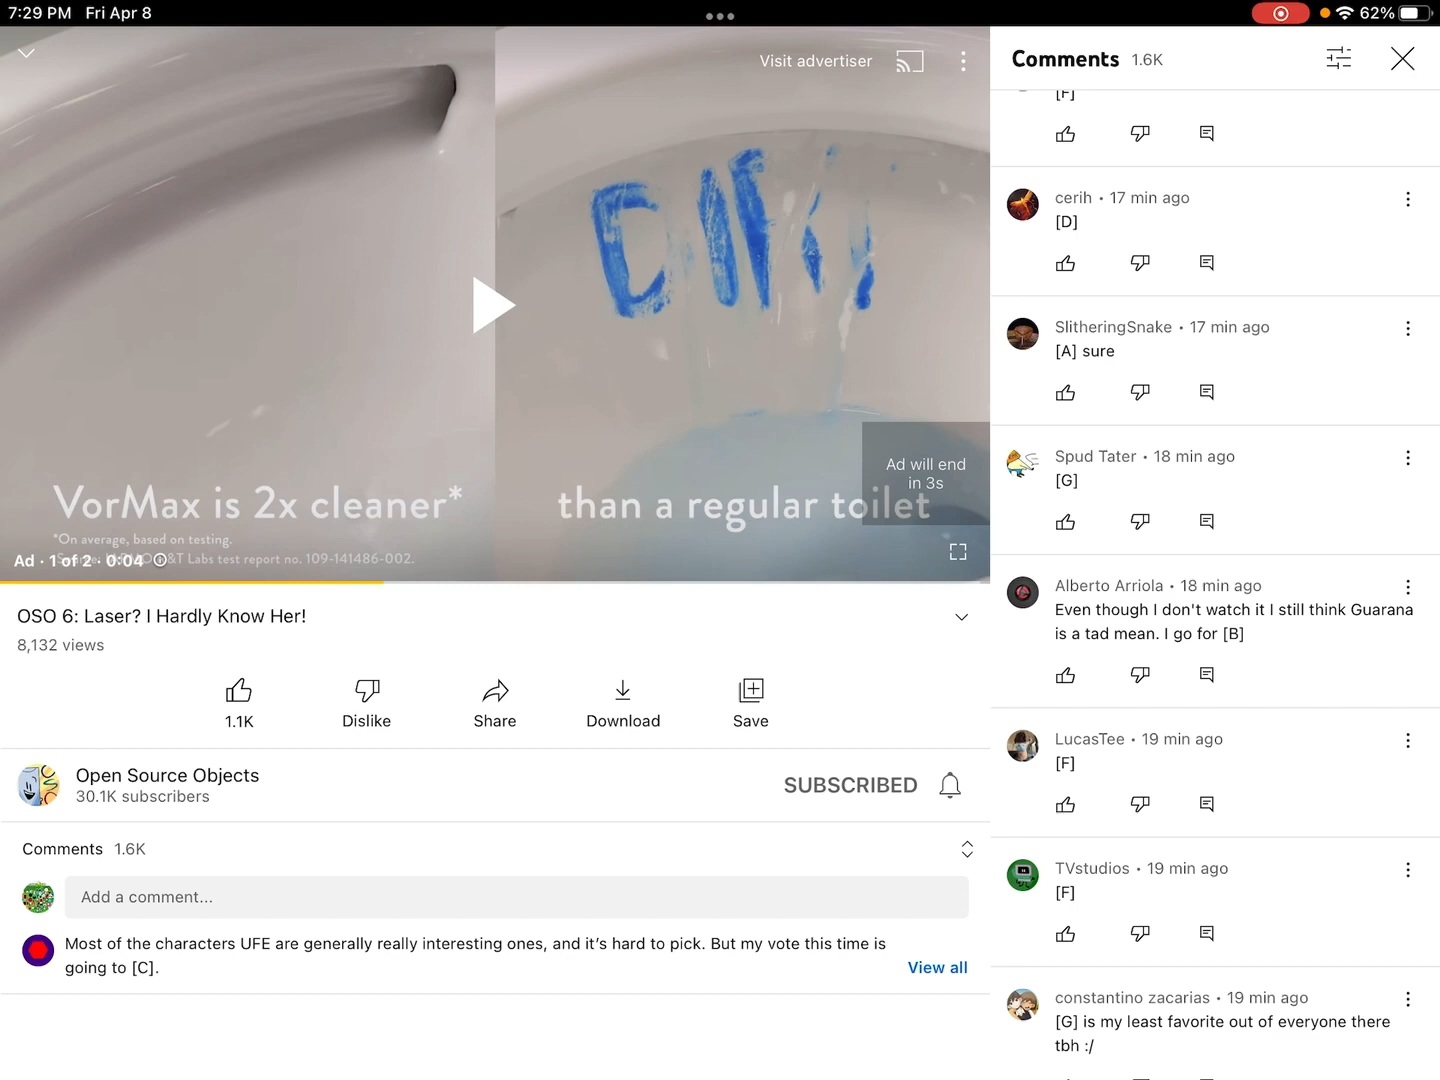 7:29 PM Fri Apr 8
62%
Visit advertiser
VorMax is 2x cleaner*
than a regular toilet
*On average, based on testing.
T Labs test report no. 109-141486-002.
Ad · 1 of 2 · 0:04
Ad will end
in 3s
OSO 6: Laser? I Hardly Know Her!
8,132 views
1.1K
Dislike
Share
Download
Save
Open Source Objects
30.1K subscribers
SUBSCRIBED
Comments 1.6K
Add a comment...
Most of the characters UFE are generally really interesting ones, and it's hard to pick. But my vote this time is
going to [C].
View all
Comments 1.6K
[F]
cerih • 17 min ago
[D]
SlitheringSnake • 17 min ago
[A] sure
Spud Tater • 18 min ago
[G]
Alberto Arriola • 18 min ago
Even though I don't watch it I still think Guarana
is a tad mean. I go for [B]
LucasTee • 19 min ago
[F]
TVstudios • 19 min ago
[F]
constantino zacarias • 19 min ago
[G] is my least favorite out of everyone there
tbh :/